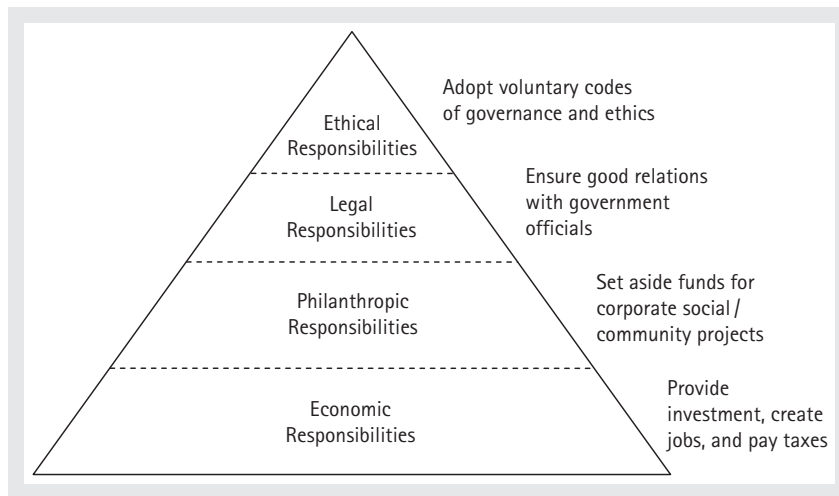 Ethical
Responsibilities
Adopt voluntary codes
of governance and ethics
Legal
Responsibilities
Ensure good relations
with government
officials
Philanthropic
Responsibilities
Set aside funds for
corporate social /
community projects
Economic
Responsibilities
Provide
investment, create
jobs, and pay taxes